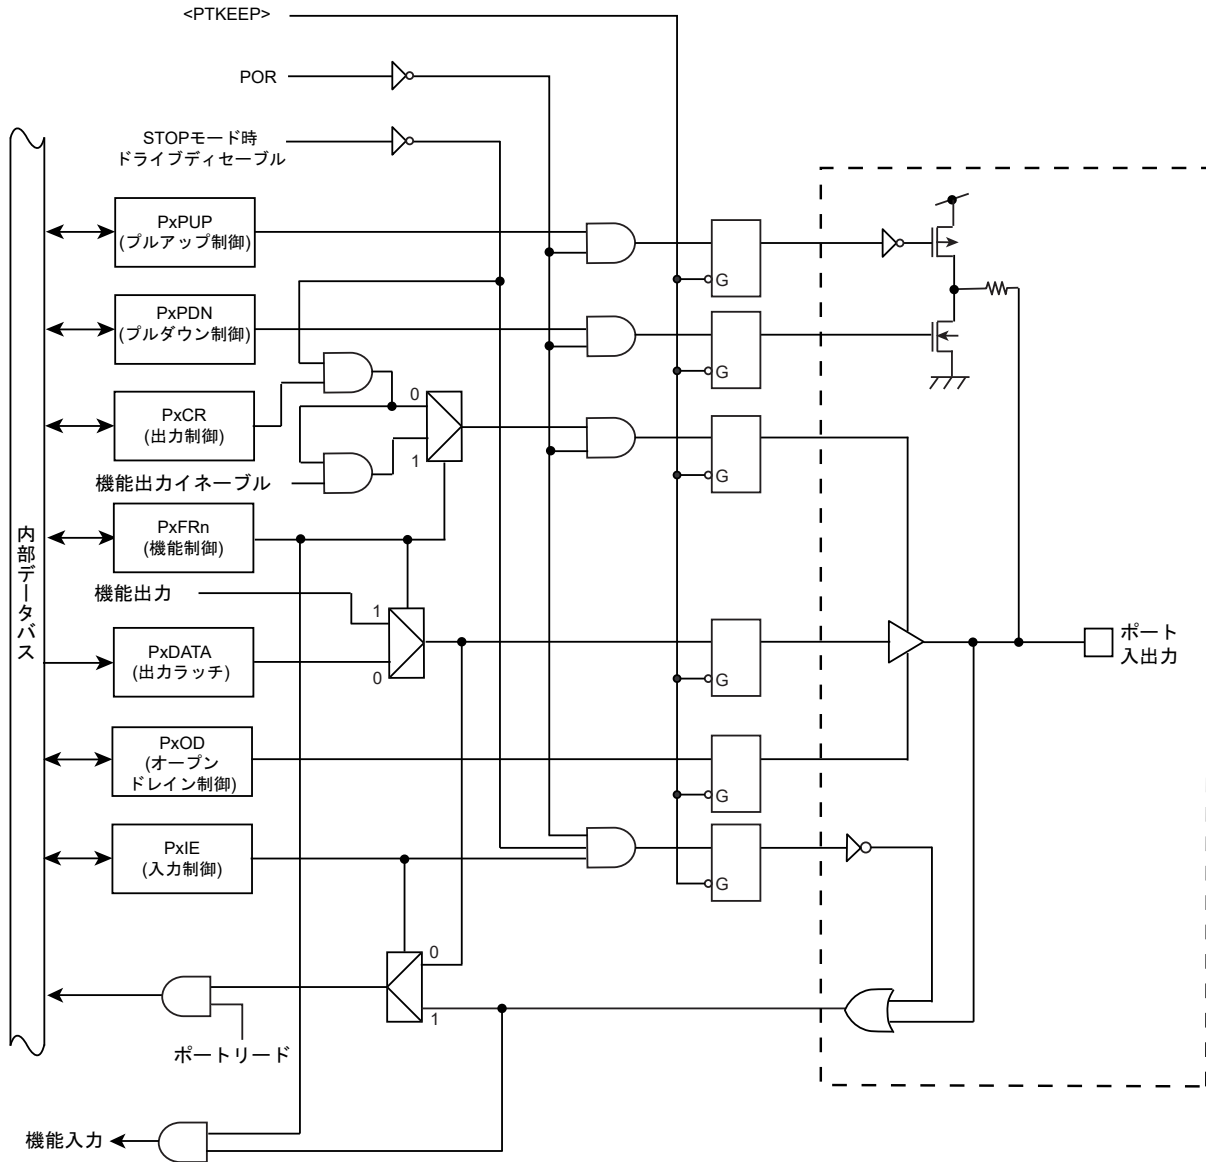 <PTKEEP>
POR
STOPモード時
ドライブディセーブル
PxPUP
(プルアップ制御)
G
PxPDN
(プルダウン制御)
G
PxCR
(出力制御)
0
1
G
機能出力イネーブル
PxFRn
(機能制御)
内部データバス
機能出力
1
0
PxDATA
(出力ラッチ)
G
ポート
入出力
PxOD
(オープン
ドレイン制御)
G
PxIE
(入力制御)
G
0
1
ポートリード
機能入力